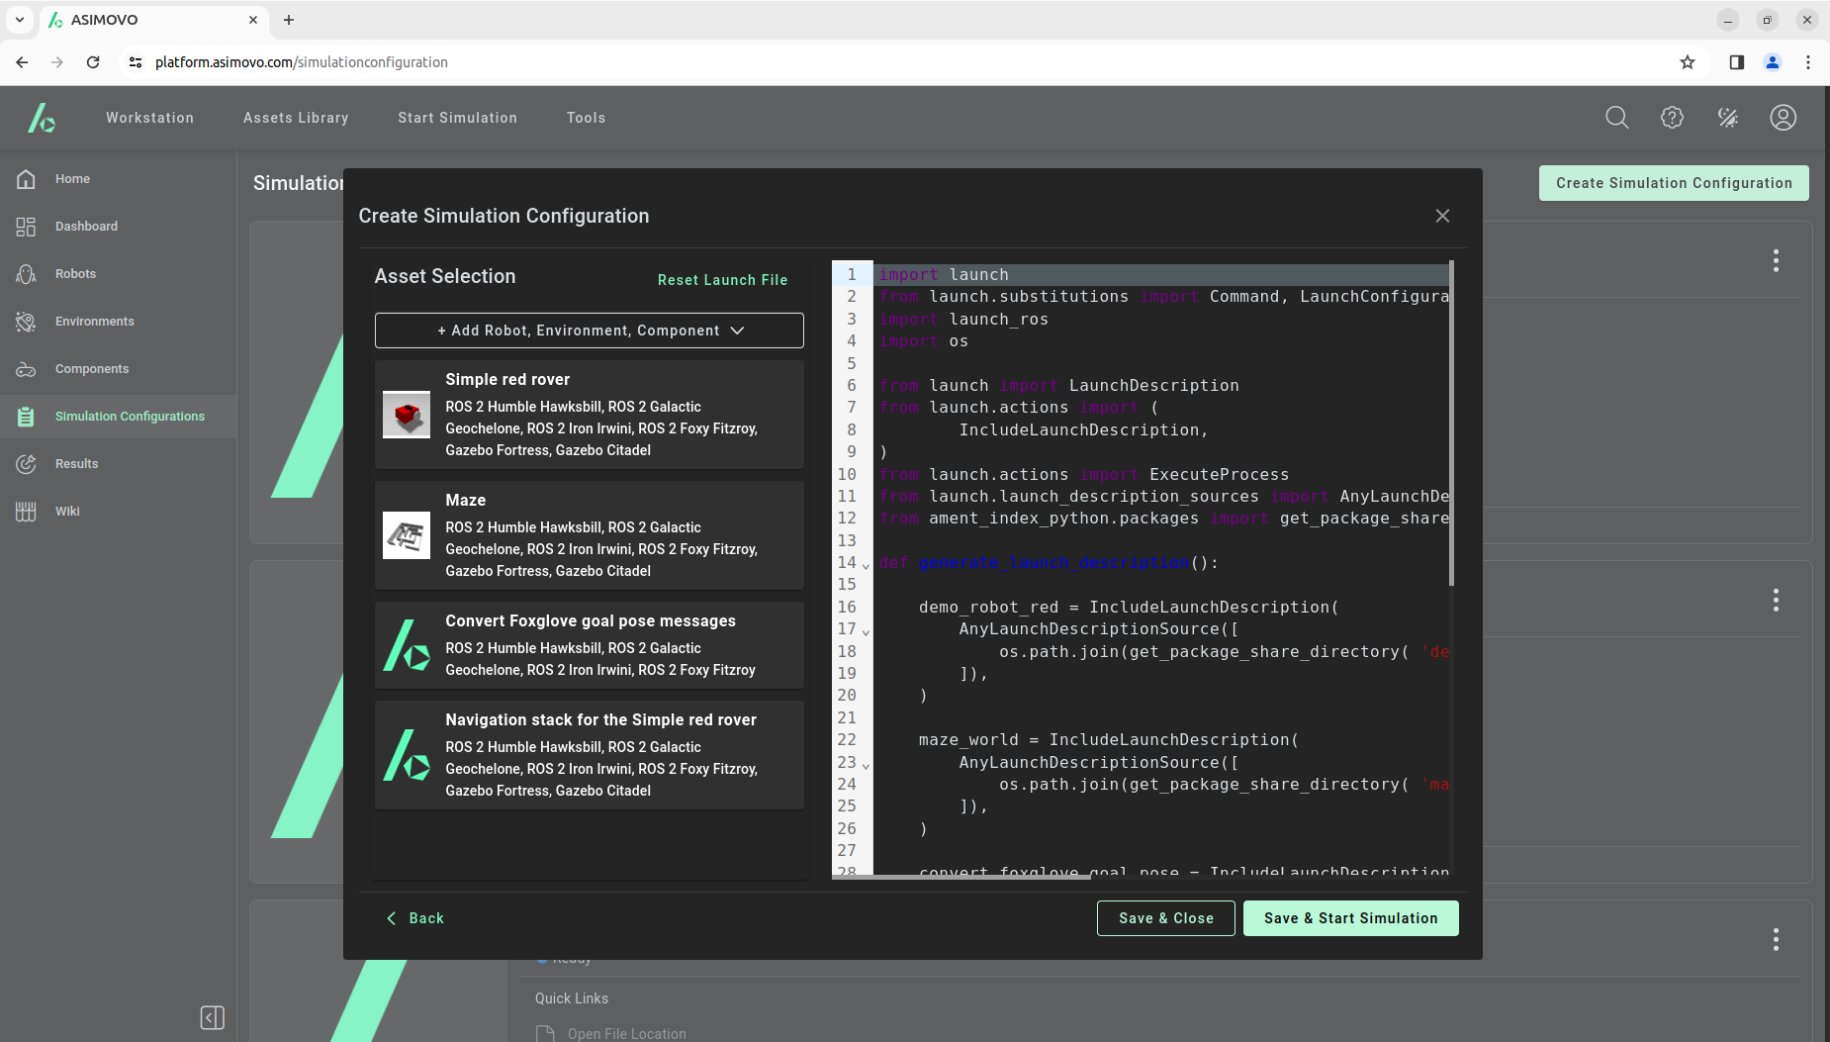 ASIMOVO
platform.asimovo.com/simulationconfiguration
Workstation
Assets Library
Start Simulation
Tools
Home
Dashboard
Robots
Environments
Components
Simulation Configurations
Results
Wiki
Create Simulation Configuration
Create Simulation Configuration
Asset Selection
Reset Launch File
+ Add Robot, Environment, Component
Simple red rover
ROS 2 Humble Hawksbill, ROS 2 Galactic
Geochelone, ROS 2 Iron Irwini, ROS 2 Foxy Fitzroy,
Gazebo Fortress, Gazebo Citadel
Maze
ROS 2 Humble Hawksbill, ROS 2 Galactic
Geochelone, ROS 2 Iron Irwini, ROS 2 Foxy Fitzroy,
Gazebo Fortress, Gazebo Citadel
Convert Foxglove goal pose messages
ROS 2 Humble Hawksbill, ROS 2 Galactic
Geochelone, ROS 2 Iron Irwini, ROS 2 Foxy Fitzroy
Navigation stack for the Simple red rover
ROS 2 Humble Hawksbill, ROS 2 Galactic
Geochelone, ROS 2 Iron Irwini, ROS 2 Foxy Fitzroy,
Gazebo Fortress, Gazebo Citadel
1 import launch
2 from launch.substitutions import Command, LaunchConfigura
3 import launch_ros
4 import os
5
6 from launch import LaunchDescription
7 from launch.actions import (
8 IncludeLaunchDescription,
9 )
10 from launch.actions import ExecuteProcess
11 from launch.launch_description_sources import AnyLaunchDe
12 from ament_index_python.packages import get_package_share
13
14 def generate_launch_description():
15
16 demo_robot_red = IncludeLaunchDescription(
17 AnyLaunchDescriptionSource([
18 os.path.join(get_package_share_directory( 'de
19 ]),
20 )
21
22 maze_world = IncludeLaunchDescription(
23 AnyLaunchDescriptionSource([
24 os.path.join(get_package_share_directory( 'ma
25 ]),
26 )
27
28 convert_foxglove_goal_pose = IncludeLaunchDescription
Back
Save & Close
Save & Start Simulation
Ready
Quick Links
Open File Location